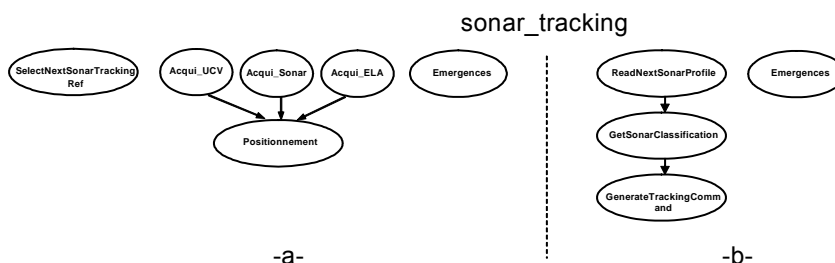 sonar_tracking
SelectNextSonarTracking
Ref
Acqui_UCV
Acqui_Sonar
Acqui_ELA
Emergences
Positionnement
ReadNextSonarProfile
Emergences
GetSonarClassification
GenerateTrackingComm
and
-a-
-b-